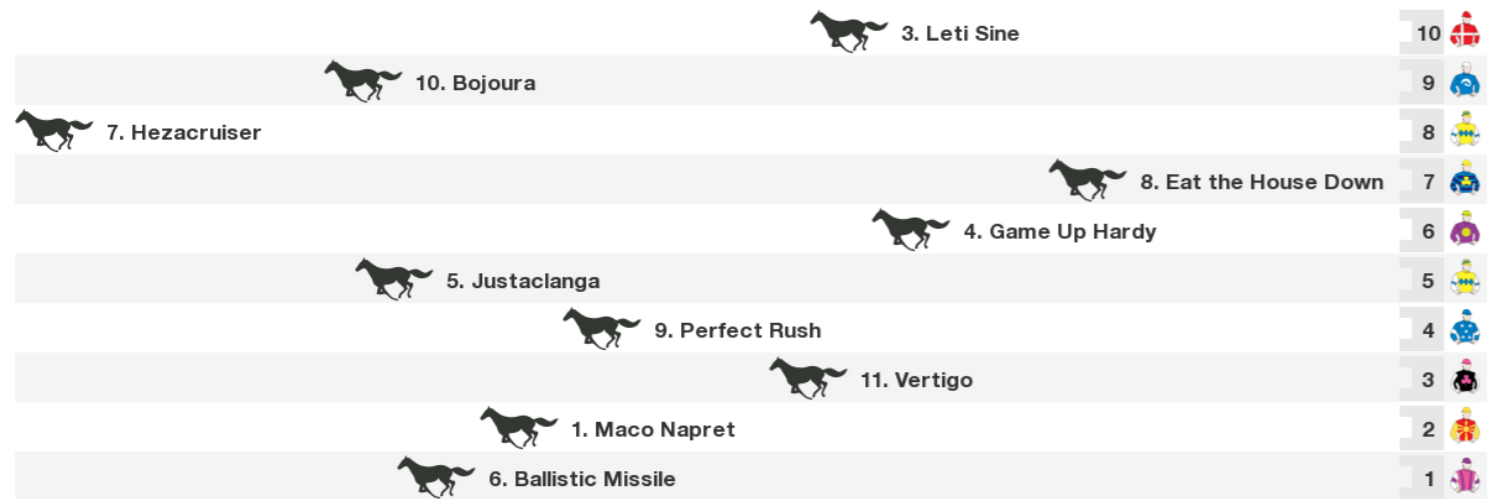 3. Leti Sine 10
10. Bojoura 9
7. Hezacruiser 8
8. Eat the House Down 7
4. Game Up Hardy 6
5. Justaclanga 5
9. Perfect Rush 4
11. Vertigo 3
1. Maco Napret 2
6. Ballistic Missile 1